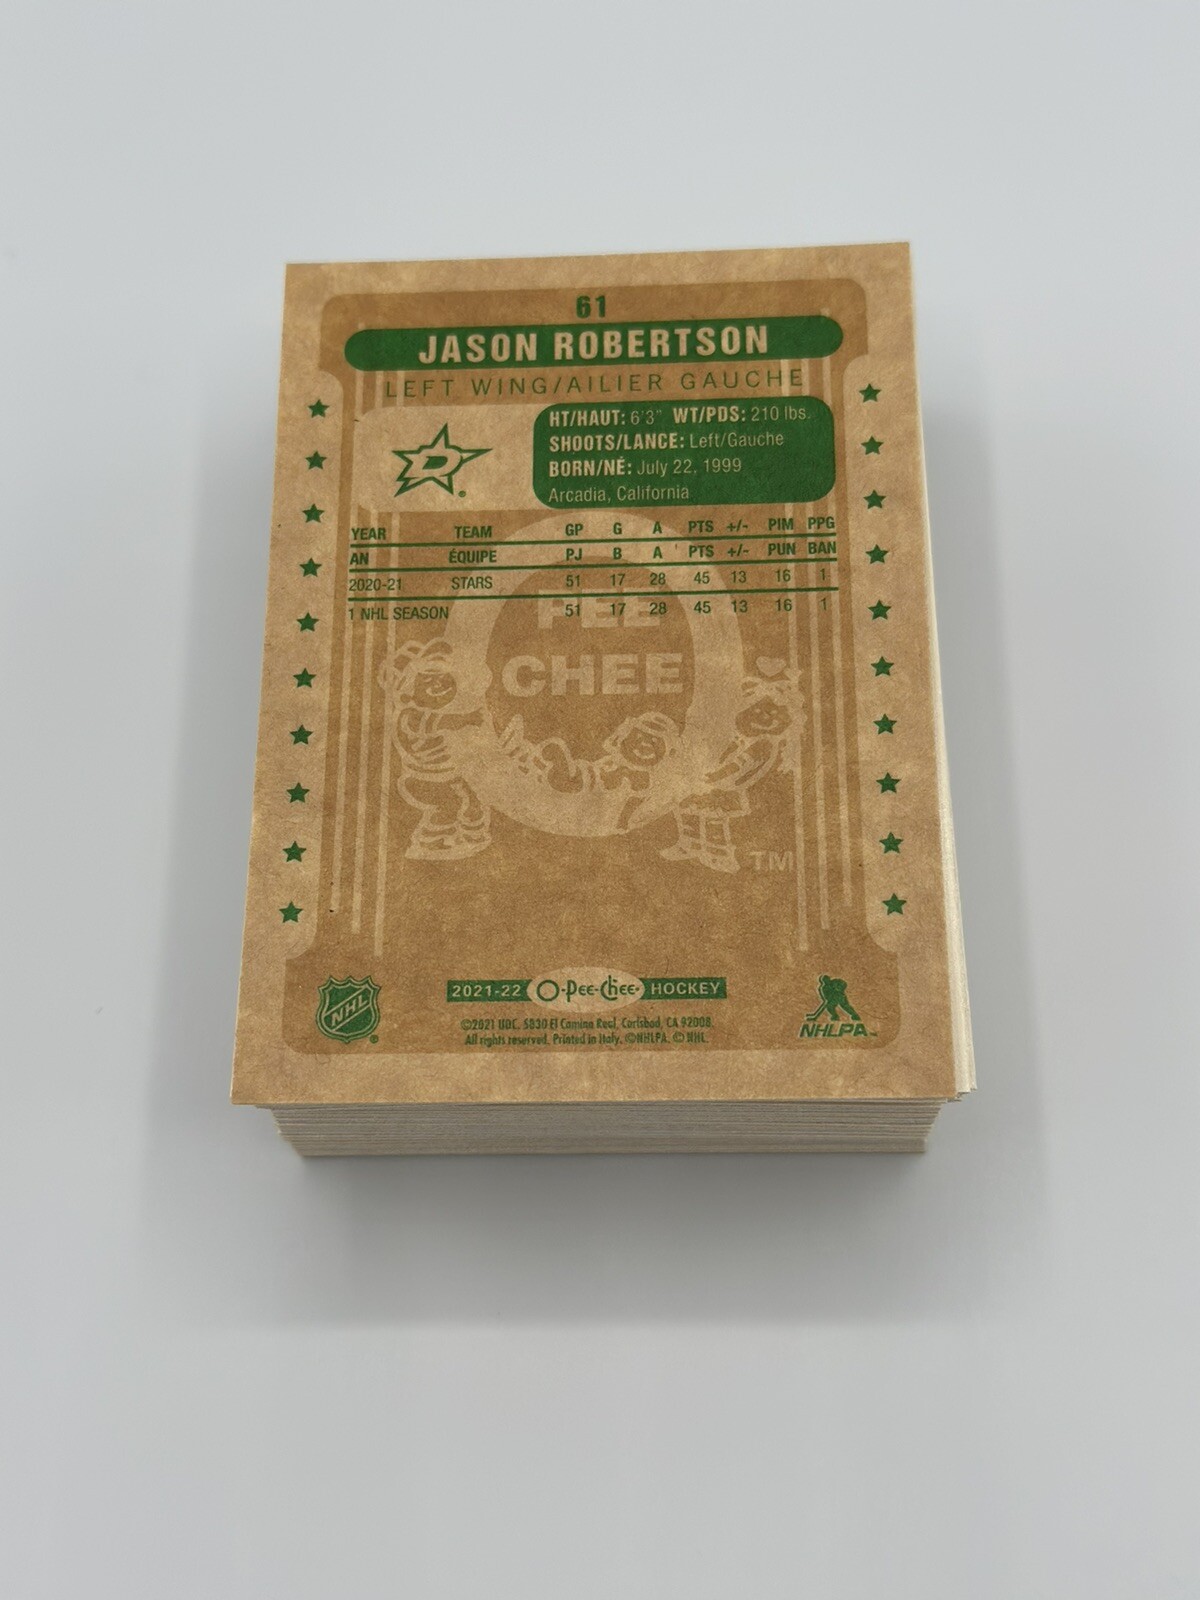 61
JASON ROBERTSON
LEFT WING/AILIER GAUCHE
HT/HAUT: 6'3" WT/PDS: 210 lbs.
SHOOTS/LANCE: Left/Gauche
BORN/NÉ: July 22, 1999
Arcadia, California
YEAR TEAM GP G A PTS +/- PIM PPG
AN ÉQUIPE PJ B A PTS +/- PUN BAN
2020-21 STARS 51 17 28 45 13 16 1
1 NHL SEASON 51 17 28 45 13 16 1
PEE
CHEE
TM
NHL
2021-22 O-Pee-Chee HOCKEY
©2021 UDC. 5830 El Camino Real, Carlsbad, CA 92008.
All rights reserved. Printed in Italy. ©NHLPA. © NHL.
NHLPA™